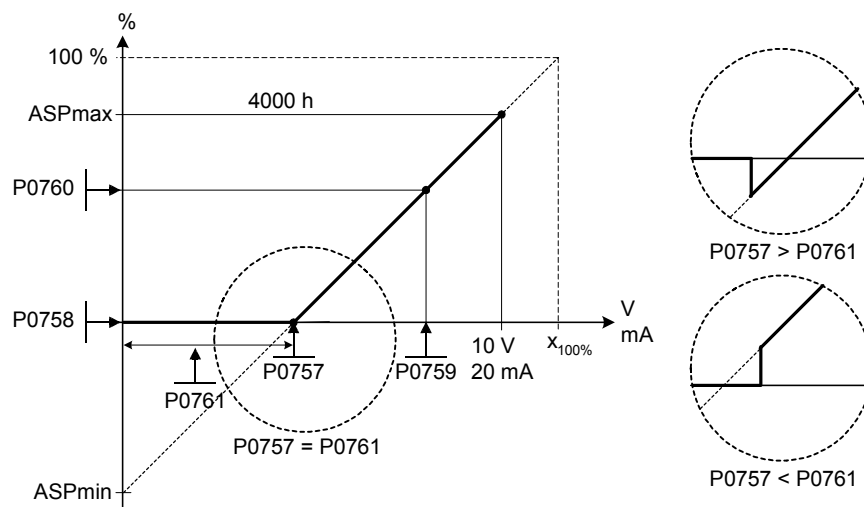 %
100 %
ASPmax
4000 h
P0760
P0758
V
mA
10 V
20 mA
x100%
P0757
P0759
P0761
P0757 = P0761
ASPmin
P0757 > P0761
P0757 < P0761